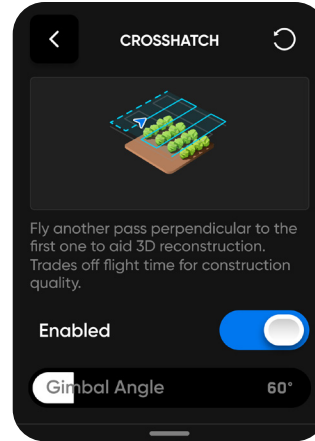 CROSSHATCH
Fly another pass perpendicular to the
first one to aid 3D reconstruction.
Trades off flight time for construction
quality.
Enabled
Gimbal Angle 60°